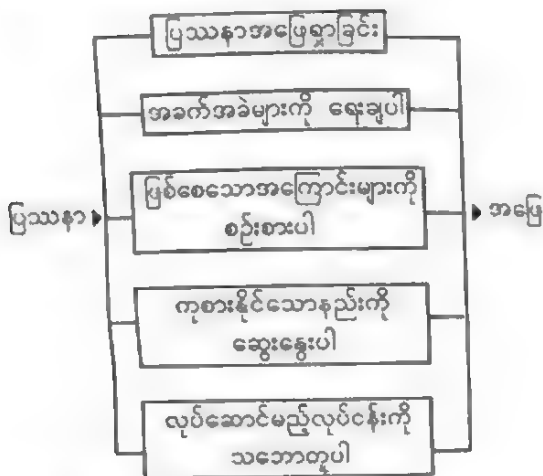 ပြဿနာအဖြေရှာခြင်း
အခက်အခဲများကို ရေးချပါ
ဖြစ်စေသောအကြောင်းများကို
စဉ်းစားပါ
ပြဿနာ
အဖြေ
ကုစားနိုင်သောနည်းကို
ဆွေးနွေးပါ
လုပ်ဆောင်မည့်လုပ်ငန်းကို
သဘောတူပါ